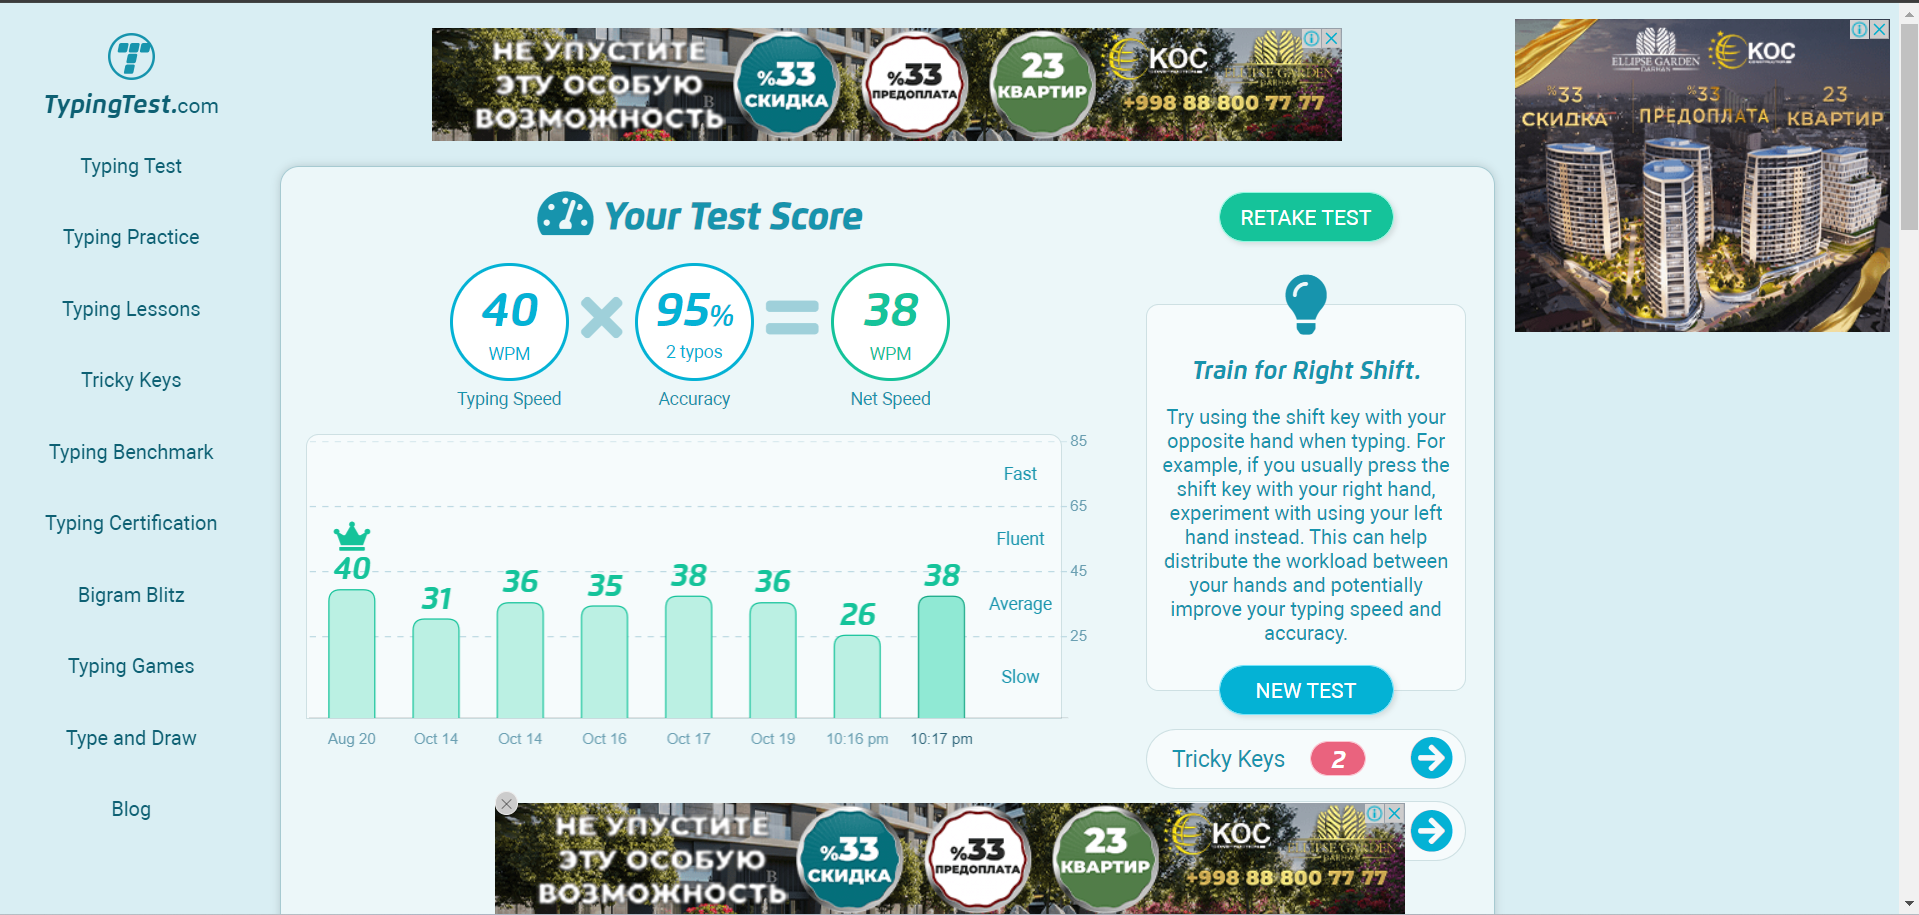 TypingTest.com
Typing Test
Typing Practice
Typing Lessons
Tricky Keys
Typing Benchmark
Typing Certification
Bigram Blitz
Typing Games
Type and Draw
Blog
НЕ УПУСТИТЕ
ЭТУ ОСОБУЮ
ВОЗМОЖНОСТЬ
%33
СКИДКА
%33
ПРЕДОПЛАТА
23
КВАРТИР
KOC
ELLIPSE GARDEN
DARHAN
+998 88 800 77 77
Your Test Score
40
WPM
Typing Speed
95%
2 typos
Accuracy
38
WPM
Net Speed
85
Fast
65
Fluent
45
Average
25
Slow
40
31
36
35
38
36
26
38
Aug 20
Oct 14
Oct 14
Oct 16
Oct 17
Oct 19
10:16 pm
10:17 pm
RETAKE TEST
Train for Right Shift.
Try using the shift key with your
opposite hand when typing. For
example, if you usually press the
shift key with your right hand,
experiment with using your left
hand instead. This can help
distribute the workload between
your hands and potentially
improve your typing speed and
accuracy.
NEW TEST
Tricky Keys 2
ELLIPSE GARDEN
DARHAN
KOC
%33
СКИДКА
%33
ПРЕДОПЛАТА
23
КВАРТИР
НЕ УПУСТИТЕ
ЭТУ ОСОБУЮ
ВОЗМОЖНОСТЬ
%33
СКИДКА
%33
ПРЕДОПЛАТА
23
КВАРТИР
KOC
ELLIPSE GARDEN
DARHAN
+998 88 800 77 77